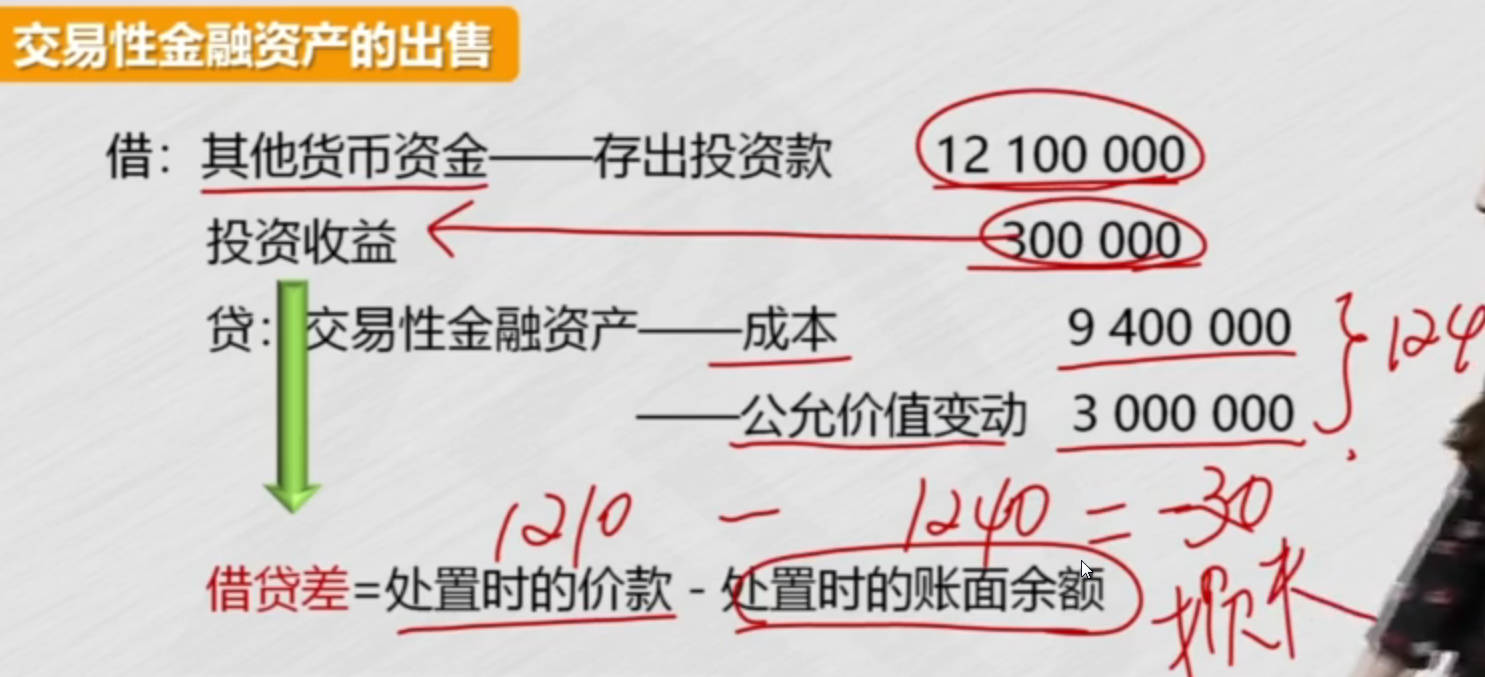 交易性金融资产的出售
借：其他货币资金——存出投资款 12 100 000
投资收益 300 000
贷：交易性金融资产——成本 9 400 000
——公允价值变动 3 000 000
124
1210 - 1240 = -30
借贷差=处置时的价款 - 处置时的账面余额
损失